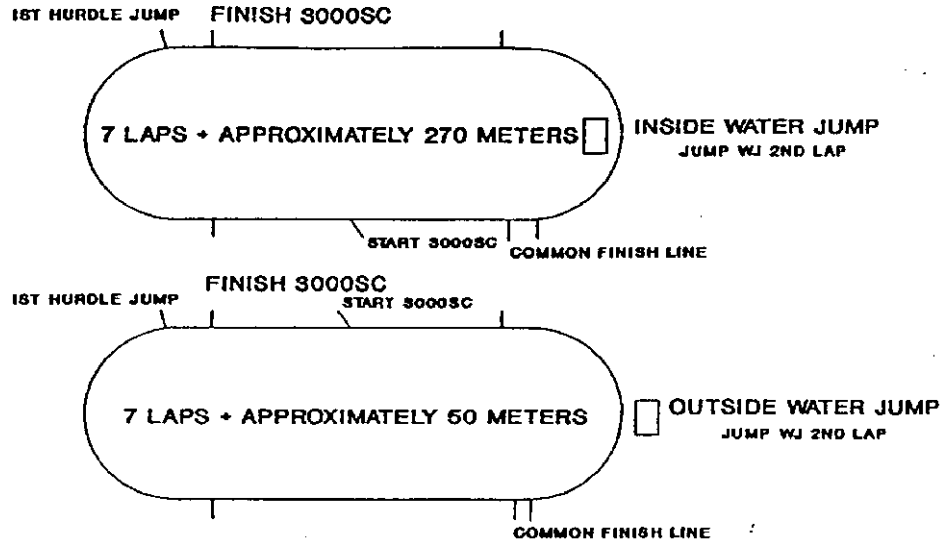 1ST HURDLE JUMP FINISH 3000SC
7 LAPS + APPROXIMATELY 270 METERS
INSIDE WATER JUMP
JUMP WJ 2ND LAP
START 3000SC
COMMON FINISH LINE
FINISH 3000SC
1ST HURDLE JUMP
START 3000SC
7 LAPS + APPROXIMATELY 50 METERS
OUTSIDE WATER JUMP
JUMP WJ 2ND LAP
COMMON FINISH LINE